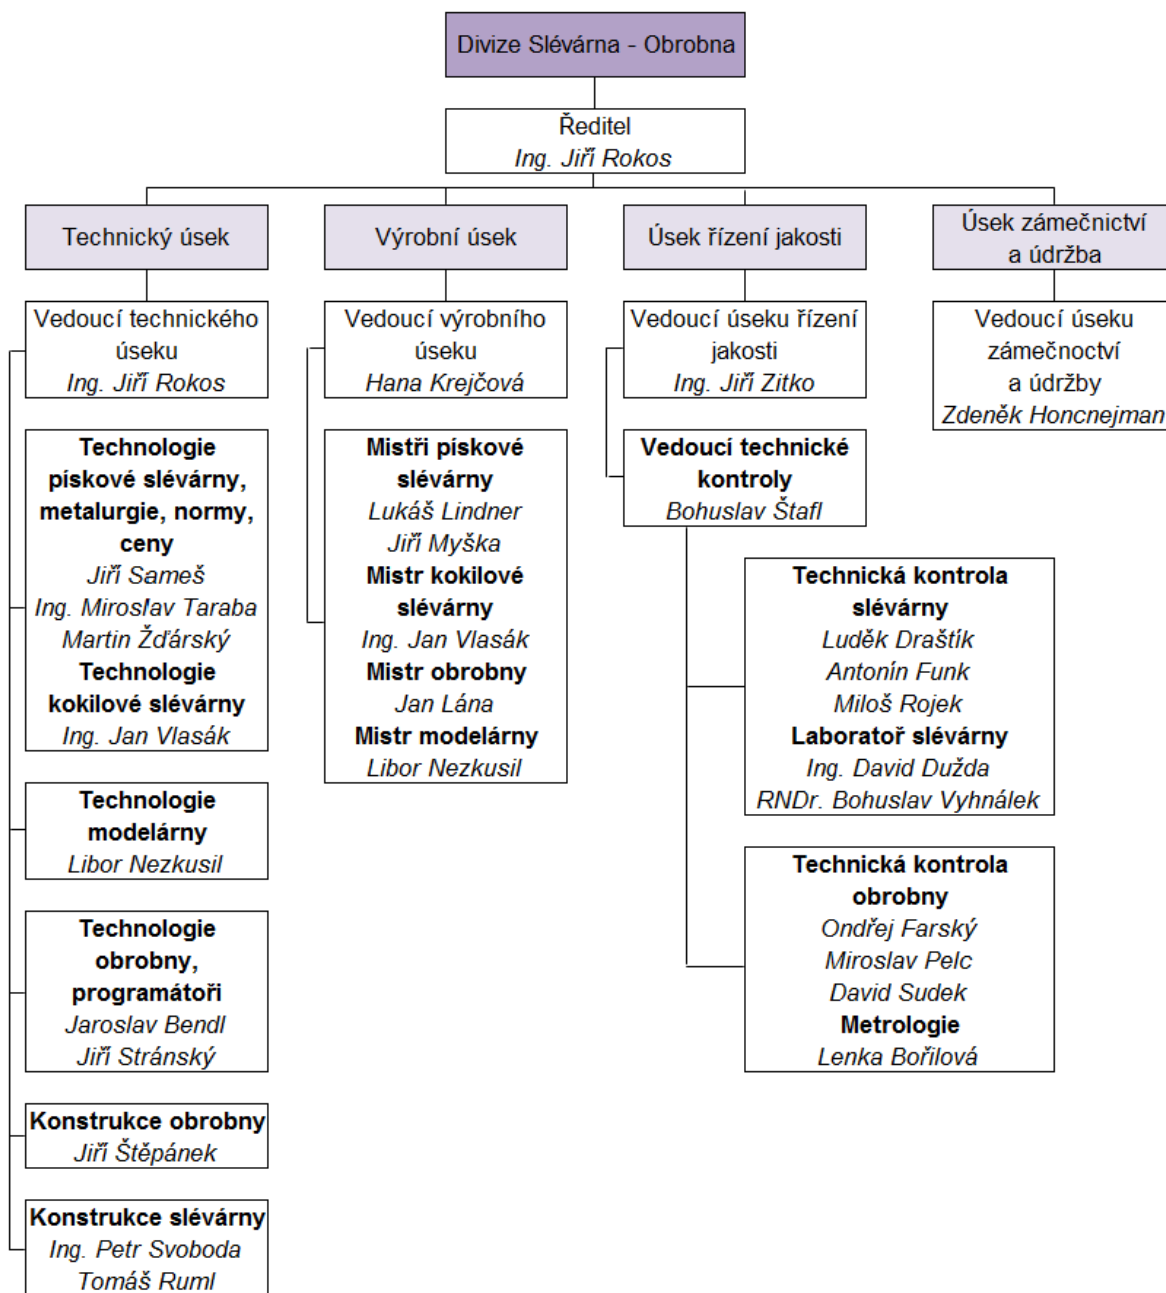 Divize Slévárna - Obrobna
Ředitel
Ing. Jiří Rokos
Technický úsek
Vedoucí technického
úseku
Ing. Jiří Rokos
Technologie
pískové slévárny,
metalurgie, normy,
ceny
Jiří Sameš
Ing. Miroslav Taraba
Martin Žďárský
Technologie
kokilové slévárny
Ing. Jan Vlasák
Technologie
modelárny
Libor Nezkusil
Technologie
obrobny,
programátoři
Jaroslav Bendl
Jiří Stránský
Konstrukce obrobny
Jiří Štěpánek
Konstrukce slévárny
Ing. Petr Svoboda
Tomáš Ruml
Výrobní úsek
Vedoucí výrobního
úseku
Hana Krejčová
Mistři pískové
slévárny
Lukáš Lindner
Jiří Myška
Mistr kokilové
slévárny
Ing. Jan Vlasák
Mistr obrobny
Jan Lána
Mistr modelárny
Libor Nezkusil
Úsek řízení jakosti
Vedoucí úseku řízení
jakosti
Ing. Jiří Zitko
Vedoucí technické
kontroly
Bohuslav Štafl
Technická kontrola
slévárny
Luděk Draštík
Antonín Funk
Miloš Rojek
Laboratoř slévárny
Ing. David Dužda
RNDr. Bohuslav Vyhnálek
Technická kontrola
obrobny
Ondřej Farský
Miroslav Pelc
David Sudek
Metrologie
Lenka Bořilová
Úsek zámečnictví
a údržba
Vedoucí úseku
zámečnoctví
a údržby
Zdeněk Honcnejman